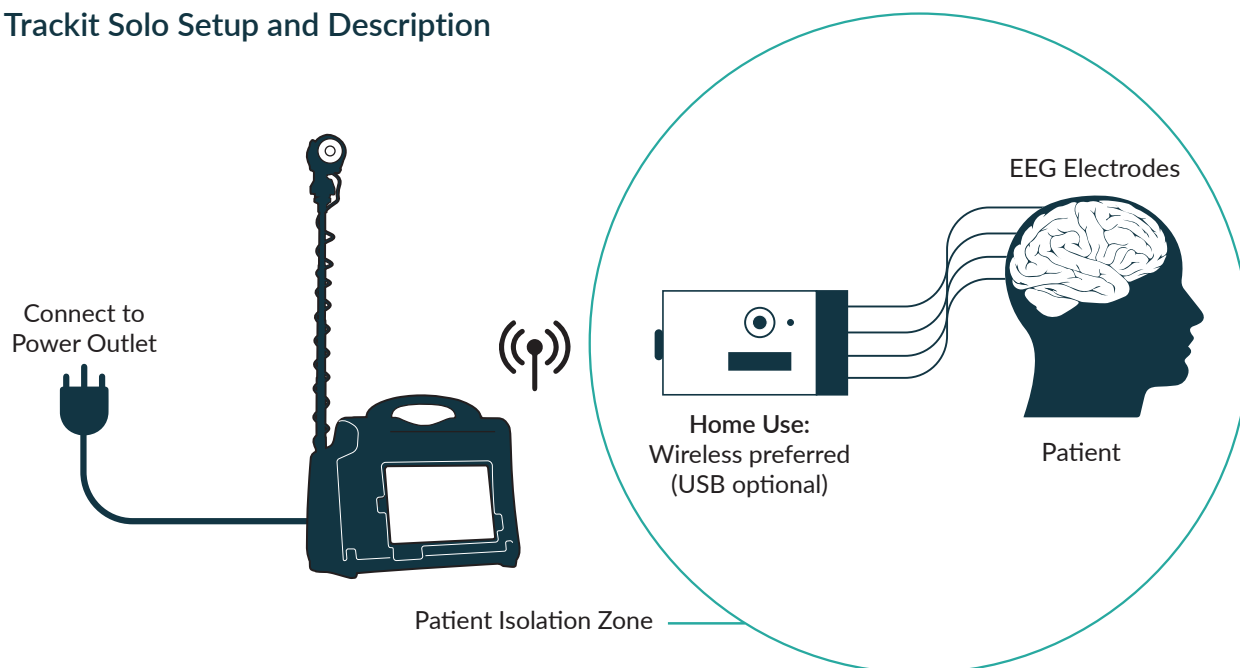 Trackit Solo Setup and Description
EEG Electrodes
Connect to
Power Outlet
Home Use:
Wireless preferred
(USB optional)
Patient
Patient Isolation Zone